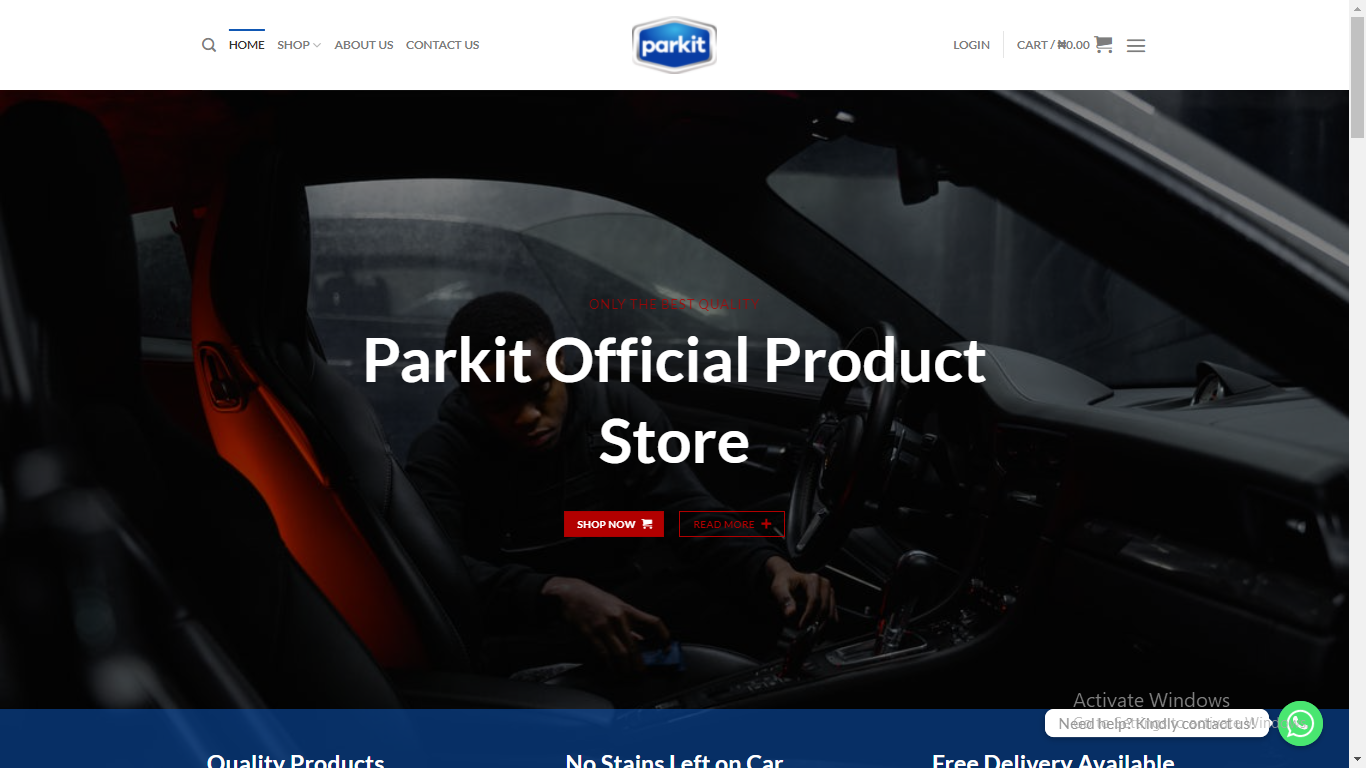 HOME
SHOP
ABOUT US
CONTACT US
parkit
LOGIN
CART / ₦0.00
ONLY THE BEST QUALITY
Parkit Official Product
Store
SHOP NOW
READ MORE
Activate Windows
Go to Settings to activate Windows.
Need help? Kindly contact us!
Quality Products
No Stains Left on Car
Free Delivery Available